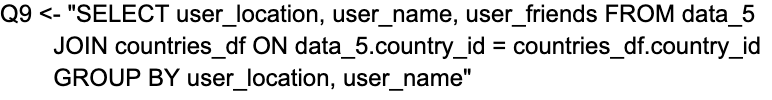 Q9 <- "SELECT user_location, user_name, user_friends FROM data_5
JOIN countries_df ON data_5.country_id = countries_df.country_id
GROUP BY user_location, user_name"